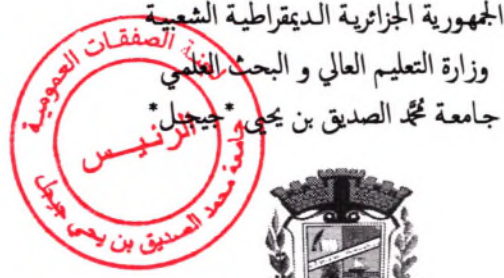 الجمهورية الجزائرية الديمقراطية الشعبية
وزارة التعليم العالي و البحث العلمي
جامعة محمد الصديق بن يحيى *جيجل*
لجنة الصفقات العمومية
الرئيس
جامعة محمد الصديق بن يحي جيجل